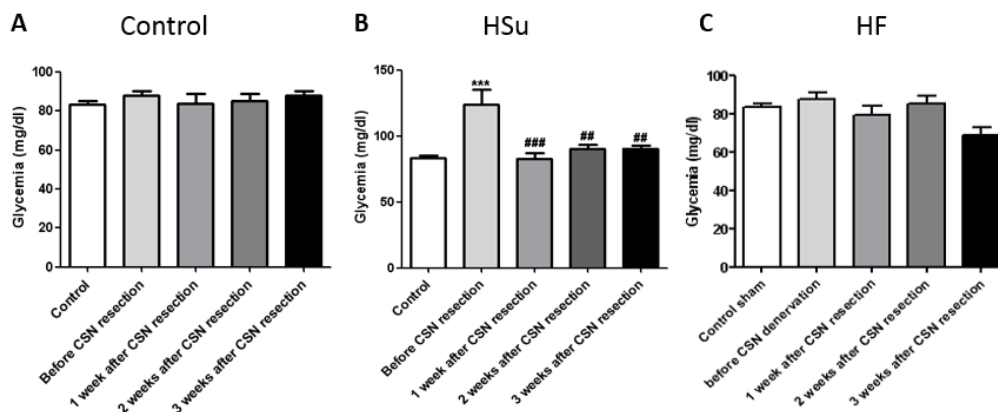 A
Control
Glycemia (mg/dl)
100
80
60
40
20
0
Control
Before CSN resection
1 week after CSN resection
2 weeks after CSN resection
3 weeks after CSN resection
B
HSu
Glycemia (mg/dl)
150
100
50
0
***
###
##
##
Control
Before CSN resection
1 week after CSN resection
2 weeks after CSN resection
3 weeks after CSN resection
C
HF
Glycemia (mg/dl)
100
80
60
40
20
0
Control sham
before CSN denervation
1 week after CSN resection
2 weeks after CSN resection
3 weeks after CSN resection